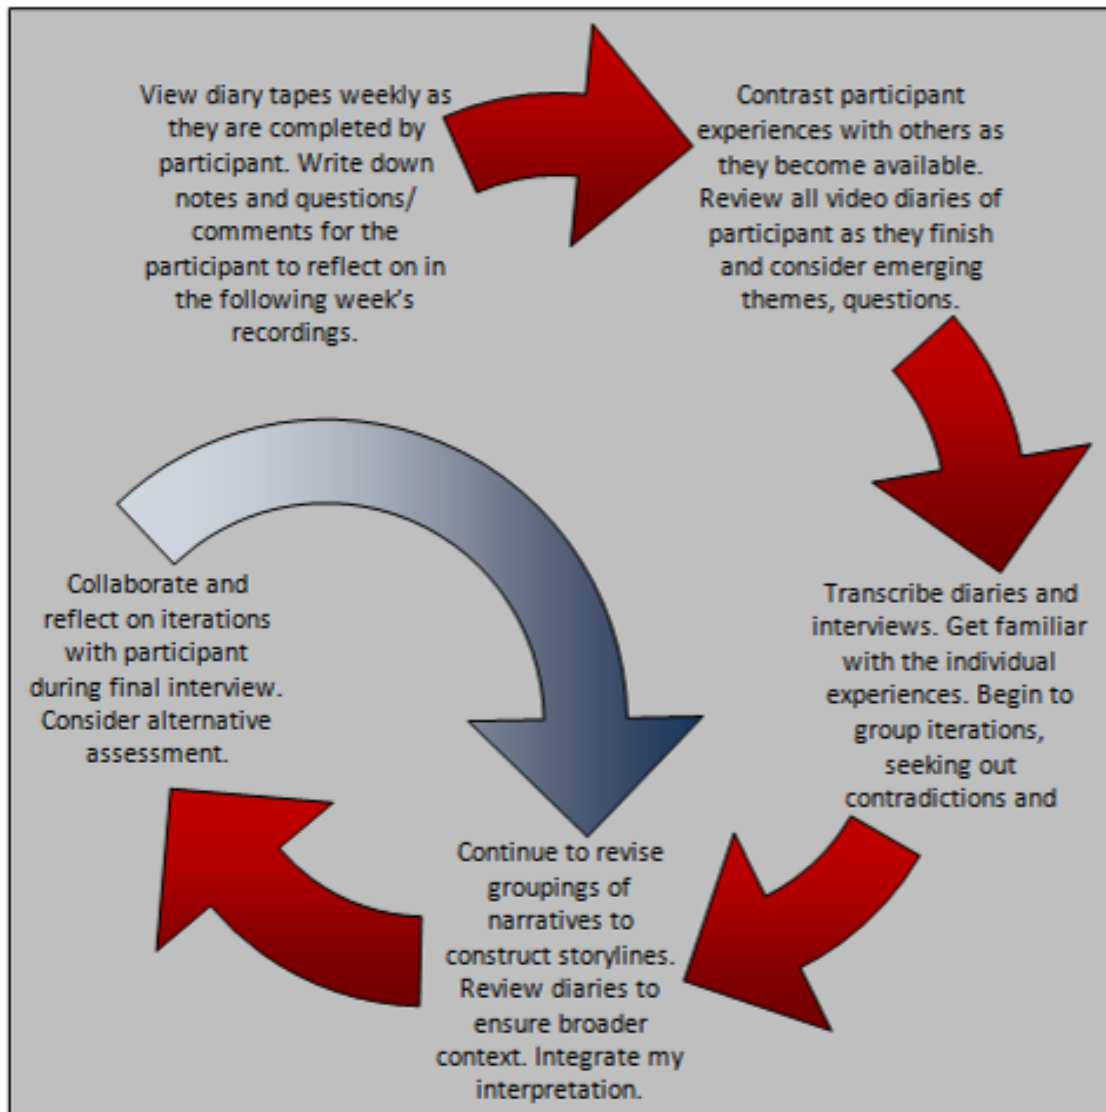 View diary tapes weekly as
they are completed by
participant. Write down
notes and questions/
comments for the
participant to reflect on in
the following week's
recordings.
Contrast participant
experiences with others as
they become available.
Review all video diaries of
participant as they finish
and consider emerging
themes, questions.
Transcribe diaries and
interviews. Get familiar
with the individual
experiences. Begin to
group iterations,
seeking out
contradictions and
Continue to revise
groupings of
narratives to
construct storylines.
Review diaries to
ensure broader
context. Integrate my
interpretation.
Collaborate and
reflect on iterations
with participant
during final interview.
Consider alternative
assessment.